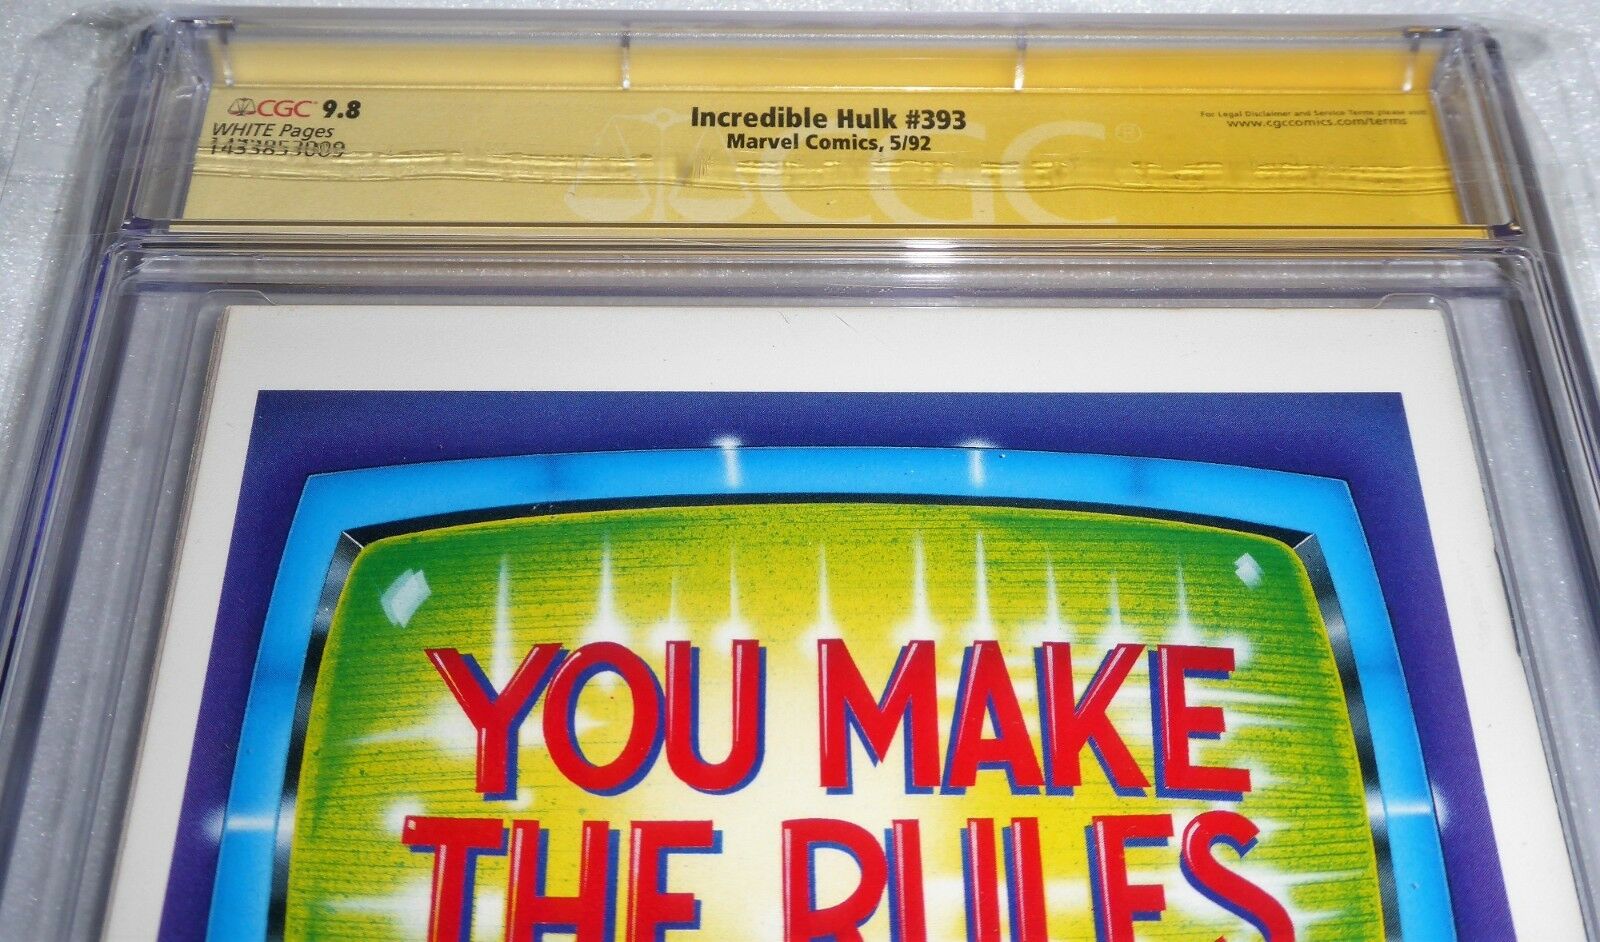 CGC 9.8
WHITE Pages
1433853009
Incredible Hulk #393
Marvel Comics, 5/92
For Legal Disclaimer and Service Terms please visit
www.cgccomics.com/terms
CGC
YOU MAKE
THE RULES